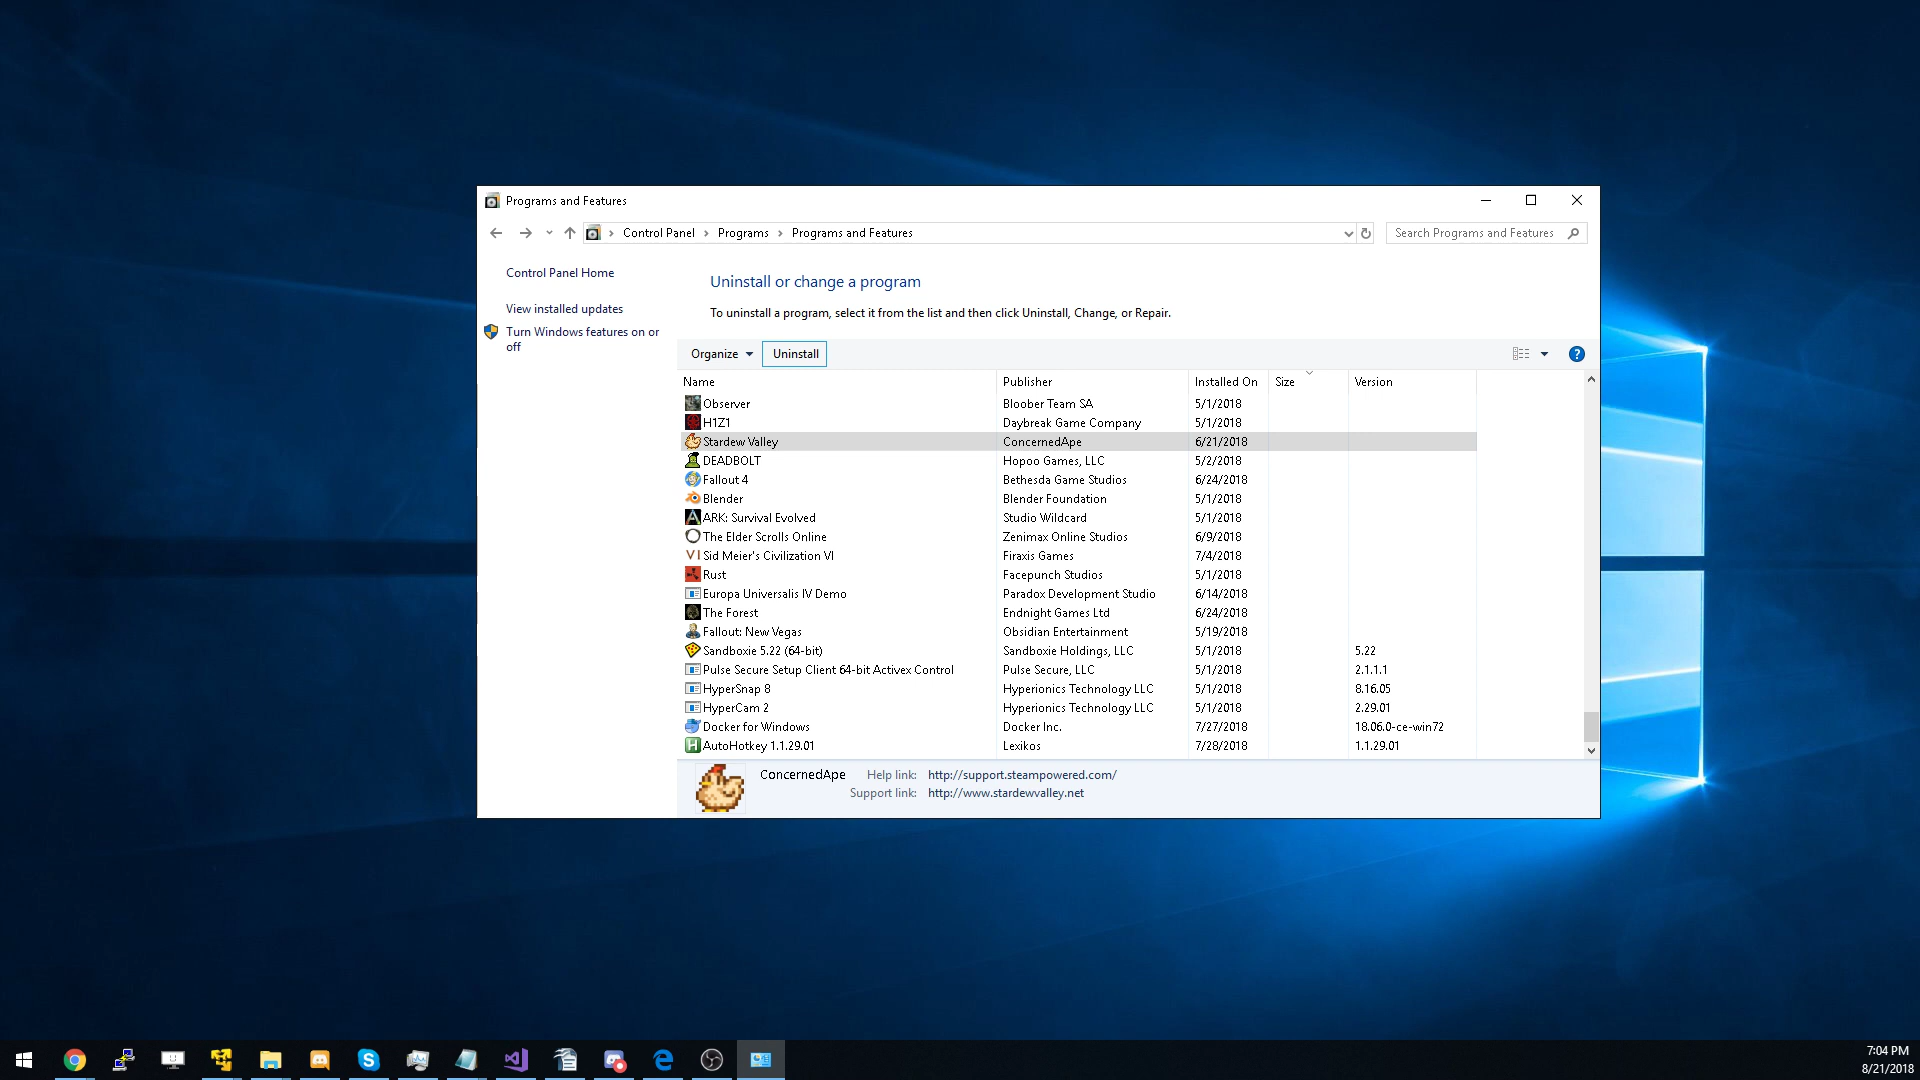 Programs and Features
Control Panel Programs Programs and Features
Search Programs and Features
Control Panel Home
View installed updates
Turn Windows features on or
off
Uninstall or change a program
To uninstall a program, select it from the list and then click Uninstall, Change, or Repair.
Organize Uninstall
Name Publisher Installed On Size Version
Observer Bloober Team SA 5/1/2018
H1Z1 Daybreak Game Company 5/1/2018
Stardew Valley ConcernedApe 6/21/2018
DEADBOLT Hopoo Games, LLC 5/2/2018
Fallout 4 Bethesda Game Studios 6/24/2018
Blender Blender Foundation 5/1/2018
ARK: Survival Evolved Studio Wildcard 5/1/2018
The Elder Scrolls Online Zenimax Online Studios 6/9/2018
VI Sid Meier's Civilization VI Firaxis Games 7/4/2018
Rust Facepunch Studios 5/1/2018
Europa Universalis IV Demo Paradox Development Studio 6/14/2018
The Forest Endnight Games Ltd 6/24/2018
Fallout: New Vegas Obsidian Entertainment 5/19/2018
Sandboxie 5.22 (64-bit) Sandboxie Holdings, LLC 5/1/2018 5.22
Pulse Secure Setup Client 64-bit Activex Control Pulse Secure, LLC 5/1/2018 2.1.1.1
HyperSnap 8 Hyperionics Technology LLC 5/1/2018 8.16.05
HyperCam 2 Hyperionics Technology LLC 5/1/2018 2.29.01
Docker for Windows Docker Inc. 7/27/2018 18.06.0-ce-win72
AutoHotkey 1.1.29.01 Lexikos 7/28/2018 1.1.29.01
ConcernedApe Help link: http://support.steampowered.com/
Support link: http://www.stardewvalley.net
7:04 PM
8/21/2018